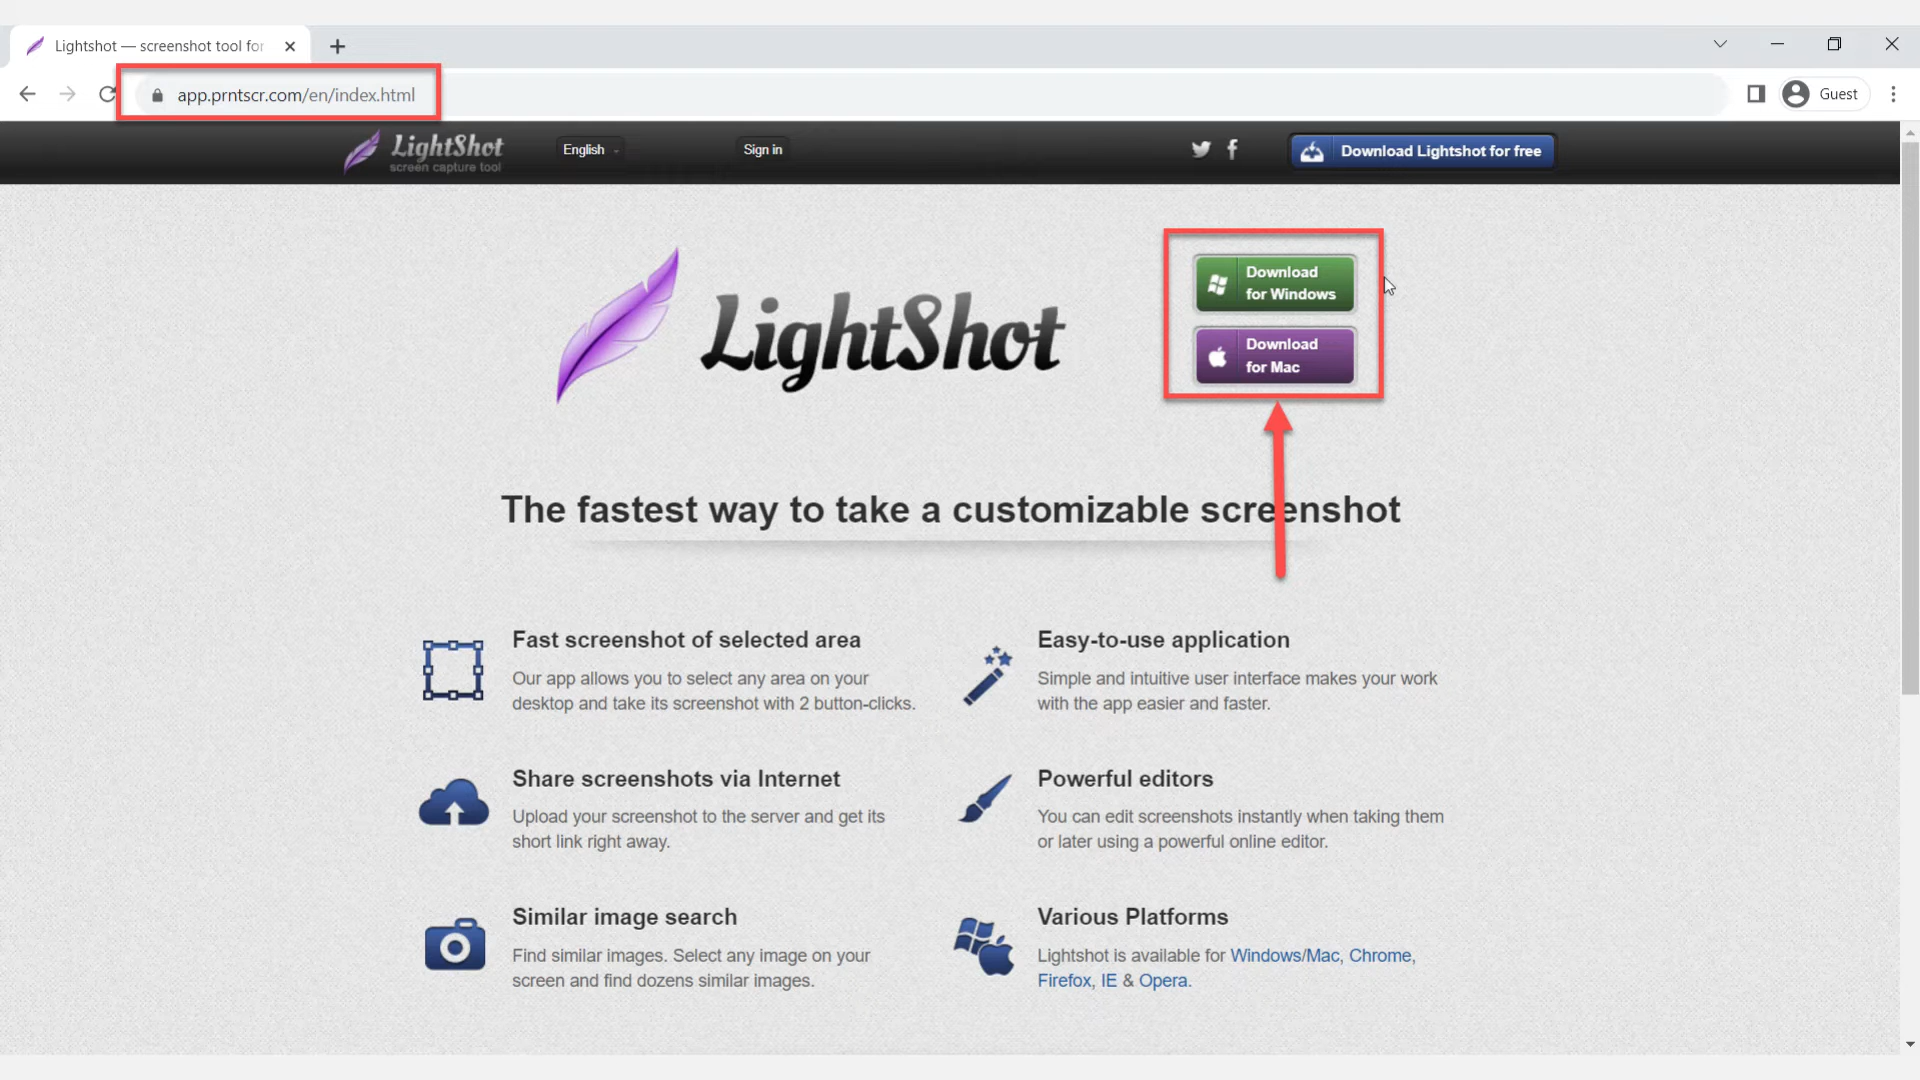 Lightshot — screenshot tool for
app.prntscr.com/en/index.html
Guest
LightShot
screen capture tool
English
Sign in
Download Lightshot for free
LightShot
Download
for Windows
Download
for Mac
The fastest way to take a customizable screenshot
Fast screenshot of selected area
Our app allows you to select any area on your
desktop and take its screenshot with 2 button-clicks.
Easy-to-use application
Simple and intuitive user interface makes your work
with the app easier and faster.
Share screenshots via Internet
Upload your screenshot to the server and get its
short link right away.
Powerful editors
You can edit screenshots instantly when taking them
or later using a powerful online editor.
Similar image search
Find similar images. Select any image on your
screen and find dozens similar images.
Various Platforms
Lightshot is available for Windows/Mac, Chrome,
Firefox, IE & Opera.